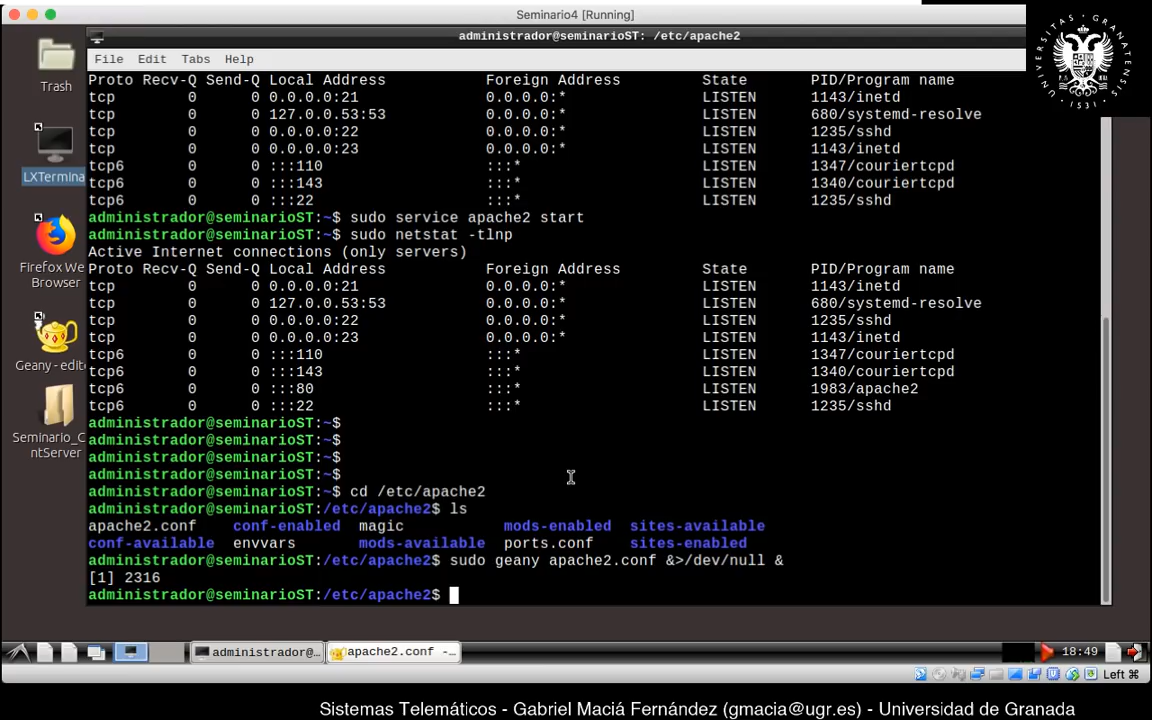 Seminario4 [Running]
administrador@seminarioST: /etc/apache2
File Edit Tabs Help
Proto Recv-Q Send-Q Local Address Foreign Address State PID/Program name
tcp 0 0 0.0.0.0:21 0.0.0.0:* LISTEN 1143/inetd
tcp 0 0 127.0.0.53:53 0.0.0.0:* LISTEN 680/systemd-resolve
tcp 0 0 0.0.0.0:22 0.0.0.0:* LISTEN 1235/sshd
tcp 0 0 0.0.0.0:23 0.0.0.0:* LISTEN 1143/inetd
tcp6 0 0 :::110 :::* LISTEN 1347/couriertcpd
tcp6 0 0 :::143 :::* LISTEN 1340/couriertcpd
tcp6 0 0 :::22 :::* LISTEN 1235/sshd
administrador@seminarioST:~$ sudo service apache2 start
administrador@seminarioST:~$ sudo netstat -tlnp
Active Internet connections (only servers)
Proto Recv-Q Send-Q Local Address Foreign Address State PID/Program name
tcp 0 0 0.0.0.0:21 0.0.0.0:* LISTEN 1143/inetd
tcp 0 0 127.0.0.53:53 0.0.0.0:* LISTEN 680/systemd-resolve
tcp 0 0 0.0.0.0:22 0.0.0.0:* LISTEN 1235/sshd
tcp 0 0 0.0.0.0:23 0.0.0.0:* LISTEN 1143/inetd
tcp6 0 0 :::110 :::* LISTEN 1347/couriertcpd
tcp6 0 0 :::143 :::* LISTEN 1340/couriertcpd
tcp6 0 0 :::80 :::* LISTEN 1983/apache2
tcp6 0 0 :::22 :::* LISTEN 1235/sshd
administrador@seminarioST:~$
administrador@seminarioST:~$
administrador@seminarioST:~$
administrador@seminarioST:~$
administrador@seminarioST:~$ cd /etc/apache2
administrador@seminarioST:/etc/apache2$ ls
apache2.conf conf-enabled magic mods-enabled sites-available
conf-available envvars mods-available ports.conf sites-enabled
administrador@seminarioST:/etc/apache2$ sudo geany apache2.conf &>/dev/null &
[1] 2316
administrador@seminarioST:/etc/apache2$
Trash
LXTermina
Firefox We
Browser
Geany - edit
Seminario_C
ntServer
administrador@...
apache2.conf -...
18:49
Left ⌘
UNIVERSITAS GRANATENSIS
1531
Sistemas Telemáticos - Gabriel Maciá Fernández (gmacia@ugr.es) - Universidad de Granada